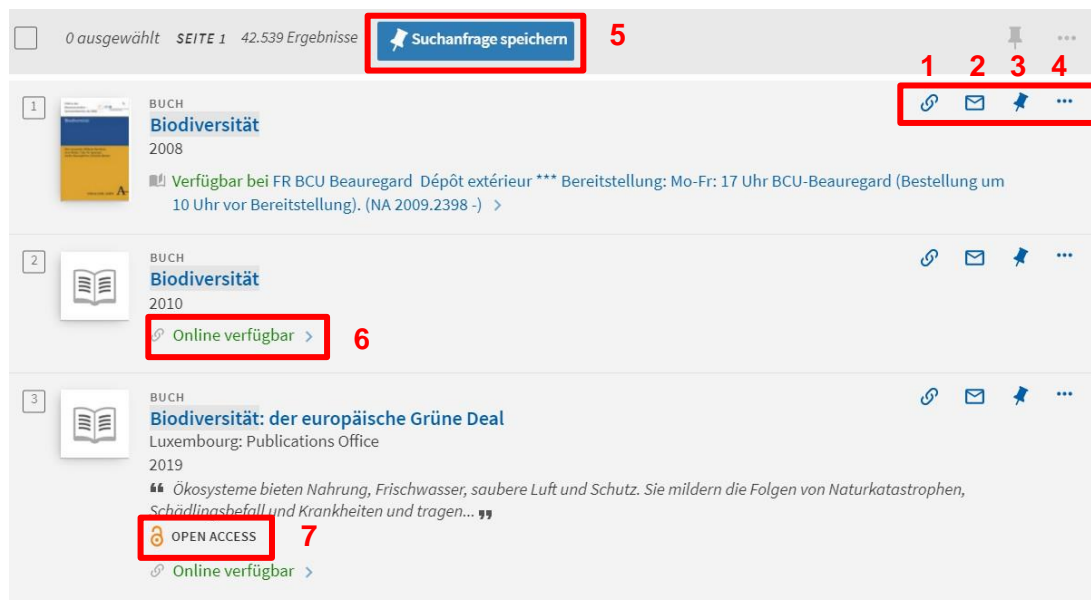 0 ausgewählt SEITE 1 42.539 Ergebnisse Suchanfrage speichern 5
1 2 3 4
1 BUCH
Biodiversität
2008
Verfügbar bei FR BCU Beauregard Dépôt extérieur *** Bereitstellung: Mo-Fr: 17 Uhr BCU-Beauregard (Bestellung um
10 Uhr vor Bereitstellung). (NA 2009.2398 -) >
2 BUCH
Biodiversität
2010
Online verfügbar > 6
3 BUCH
Biodiversität: der europäische Grüne Deal
Luxembourg: Publications Office
2019
❝ Ökosysteme bieten Nahrung, Frischwasser, saubere Luft und Schutz. Sie mildern die Folgen von Naturkatastrophen,
Schädlingsbefall und Krankheiten und tragen... ❞
OPEN ACCESS 7
Online verfügbar >